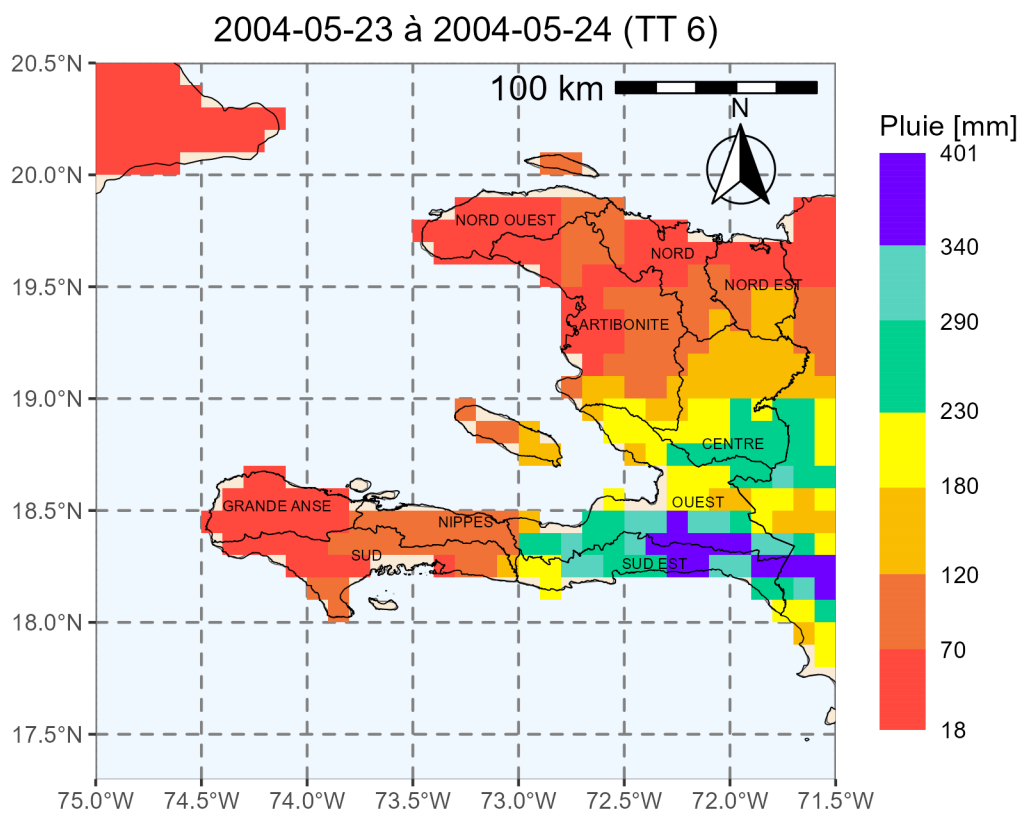 2004-05-23 à 2004-05-24 (TT 6)
20.5°N
20.0°N
19.5°N
19.0°N
18.5°N
18.0°N
17.5°N
100 km
N
NORD OUEST
NORD
NORD EST
ARTIBONITE
CENTRE
OUEST
GRANDE ANSE
NIPPES
SUD
SUD EST
75.0°W
74.5°W
74.0°W
73.5°W
73.0°W
72.5°W
72.0°W
71.5°W
Pluie [mm]
401
340
290
230
180
120
70
18